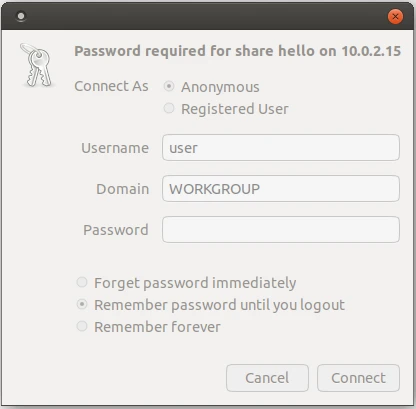 Password required for share hello on 10.0.2.15
Connect As Anonymous
Registered User
Username user
Domain WORKGROUP
Password
Forget password immediately
Remember password until you logout
Remember forever
Cancel Connect